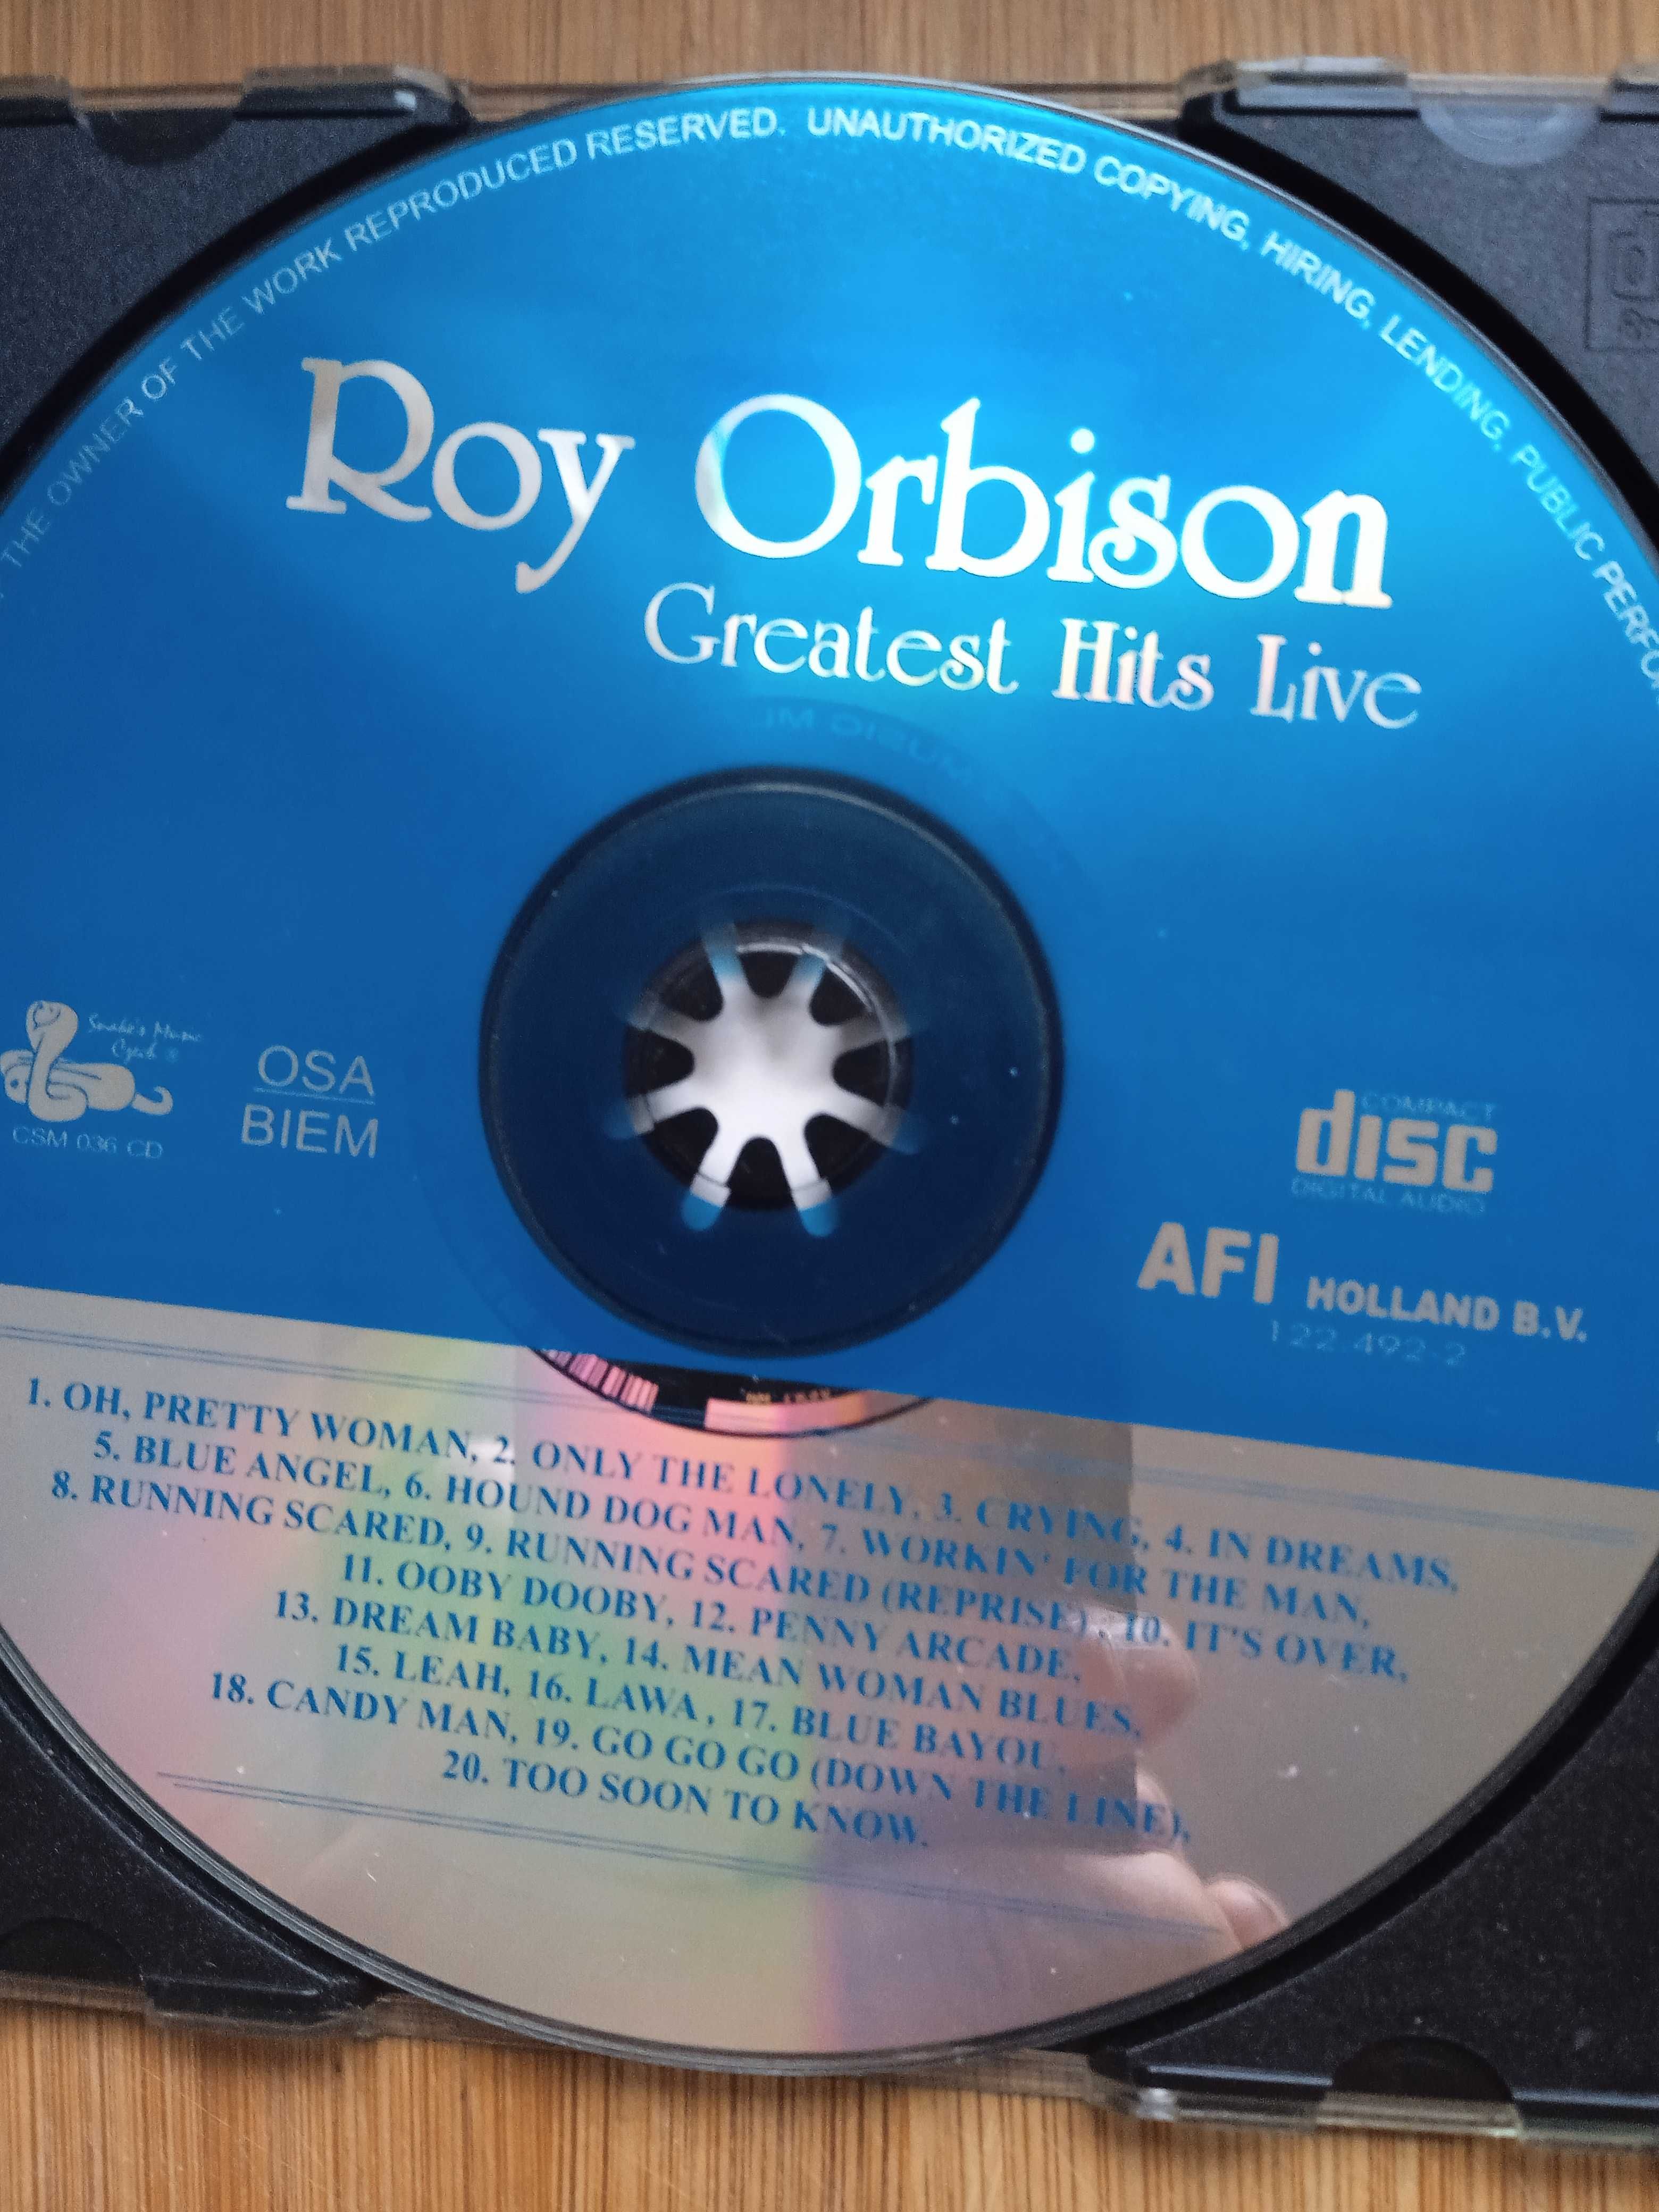 THE OWNER OF THE WORK REPRODUCED RESERVED. UNAUTHORIZED COPYING, HIRING, LENDING, PUBLIC
Roy Orbison
Greatest Hits Live
Snake's Music
Czech ®
CSM 036 CD
OSA
BIEM
COMPACT
disc
DIGITAL AUDIO
AFI HOLLAND B.V.
122.492-2
1. OH, PRETTY WOMAN, 2. ONLY THE LONELY, 3. CRYING, 4. IN DREAMS,
5. BLUE ANGEL, 6. HOUND DOG MAN, 7. WORKIN' FOR THE MAN,
8. RUNNING SCARED, 9. RUNNING SCARED (REPRISE), 10. IT'S OVER,
11. OOBY DOOBY, 12. PENNY ARCADE,
13. DREAM BABY, 14. MEAN WOMAN BLUES,
15. LEAH, 16. LAWA, 17. BLUE BAYOU,
18. CANDY MAN, 19. GO GO GO (DOWN THE LINE),
20. TOO SOON TO KNOW.